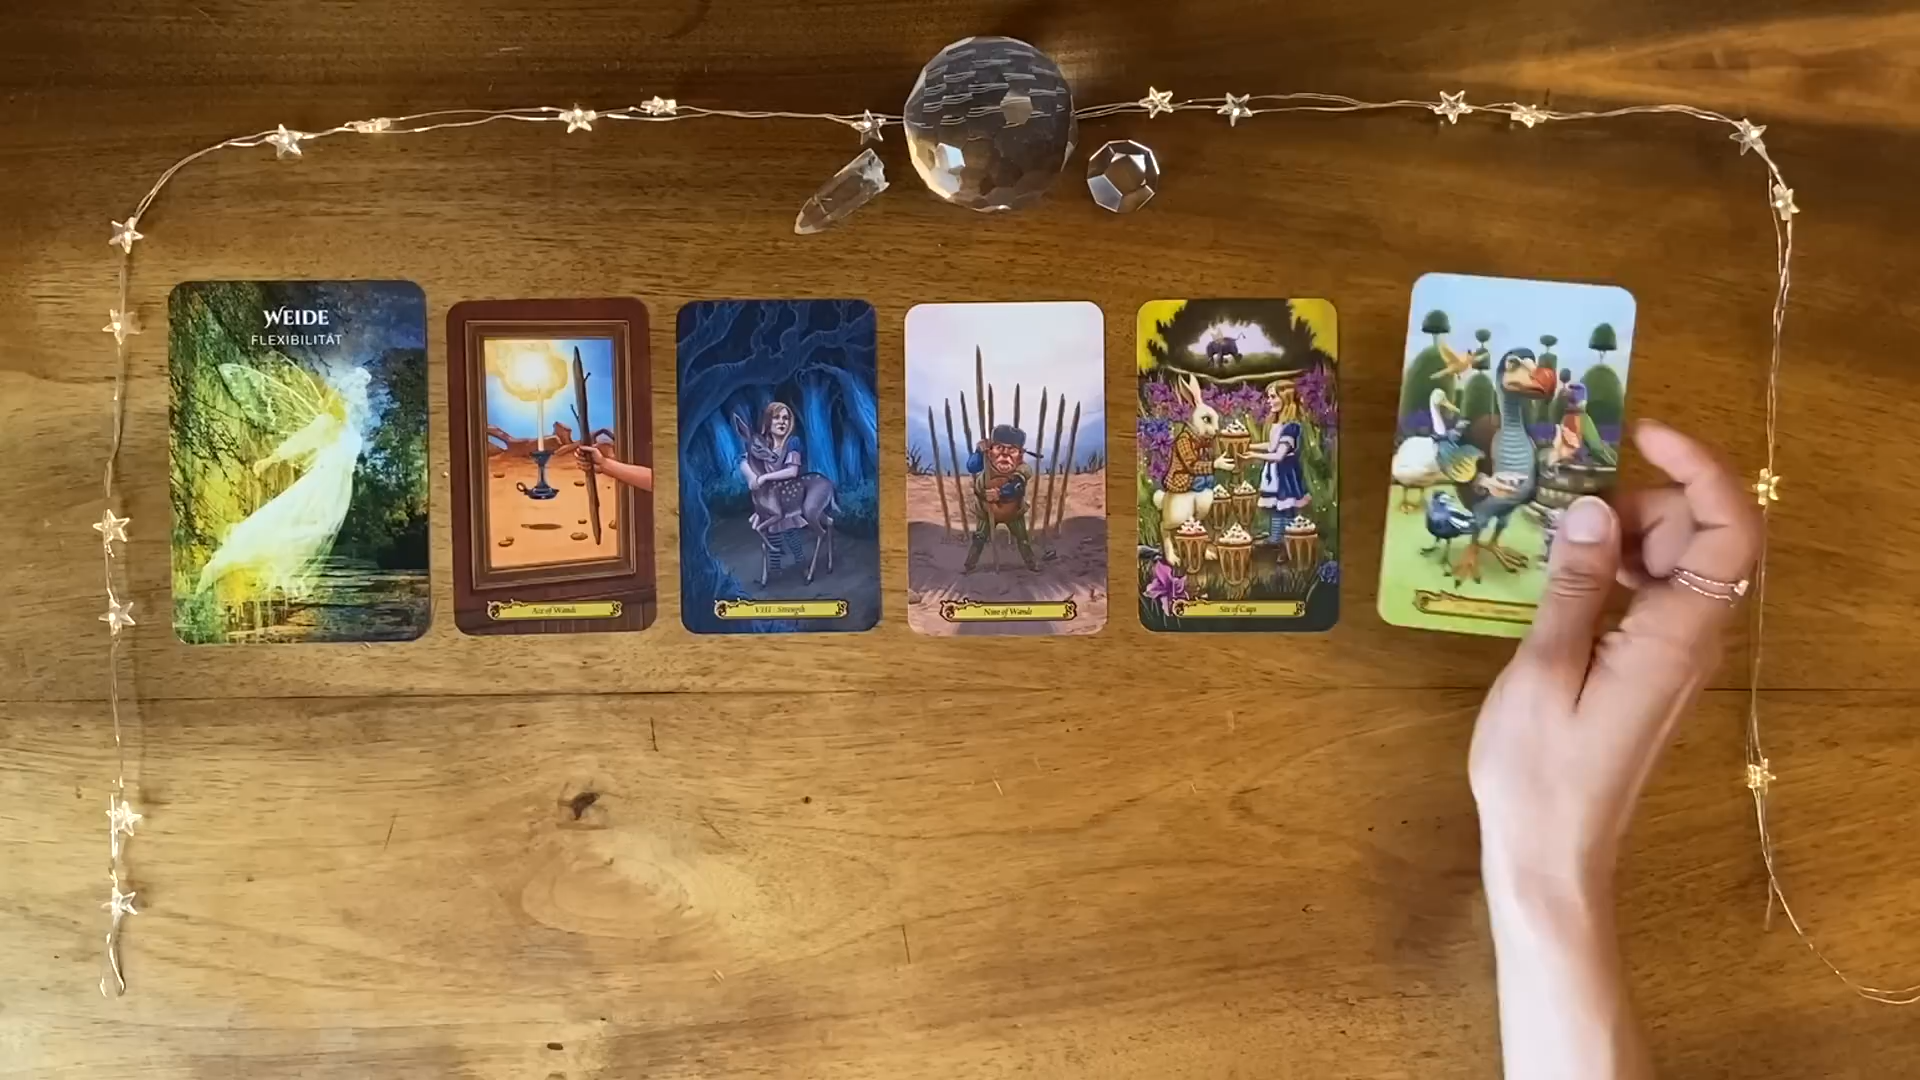 WEIDE
FLEXIBILITÄT
Ace of Wands
VIII - Strength
Nine of Wands
Six of Cups